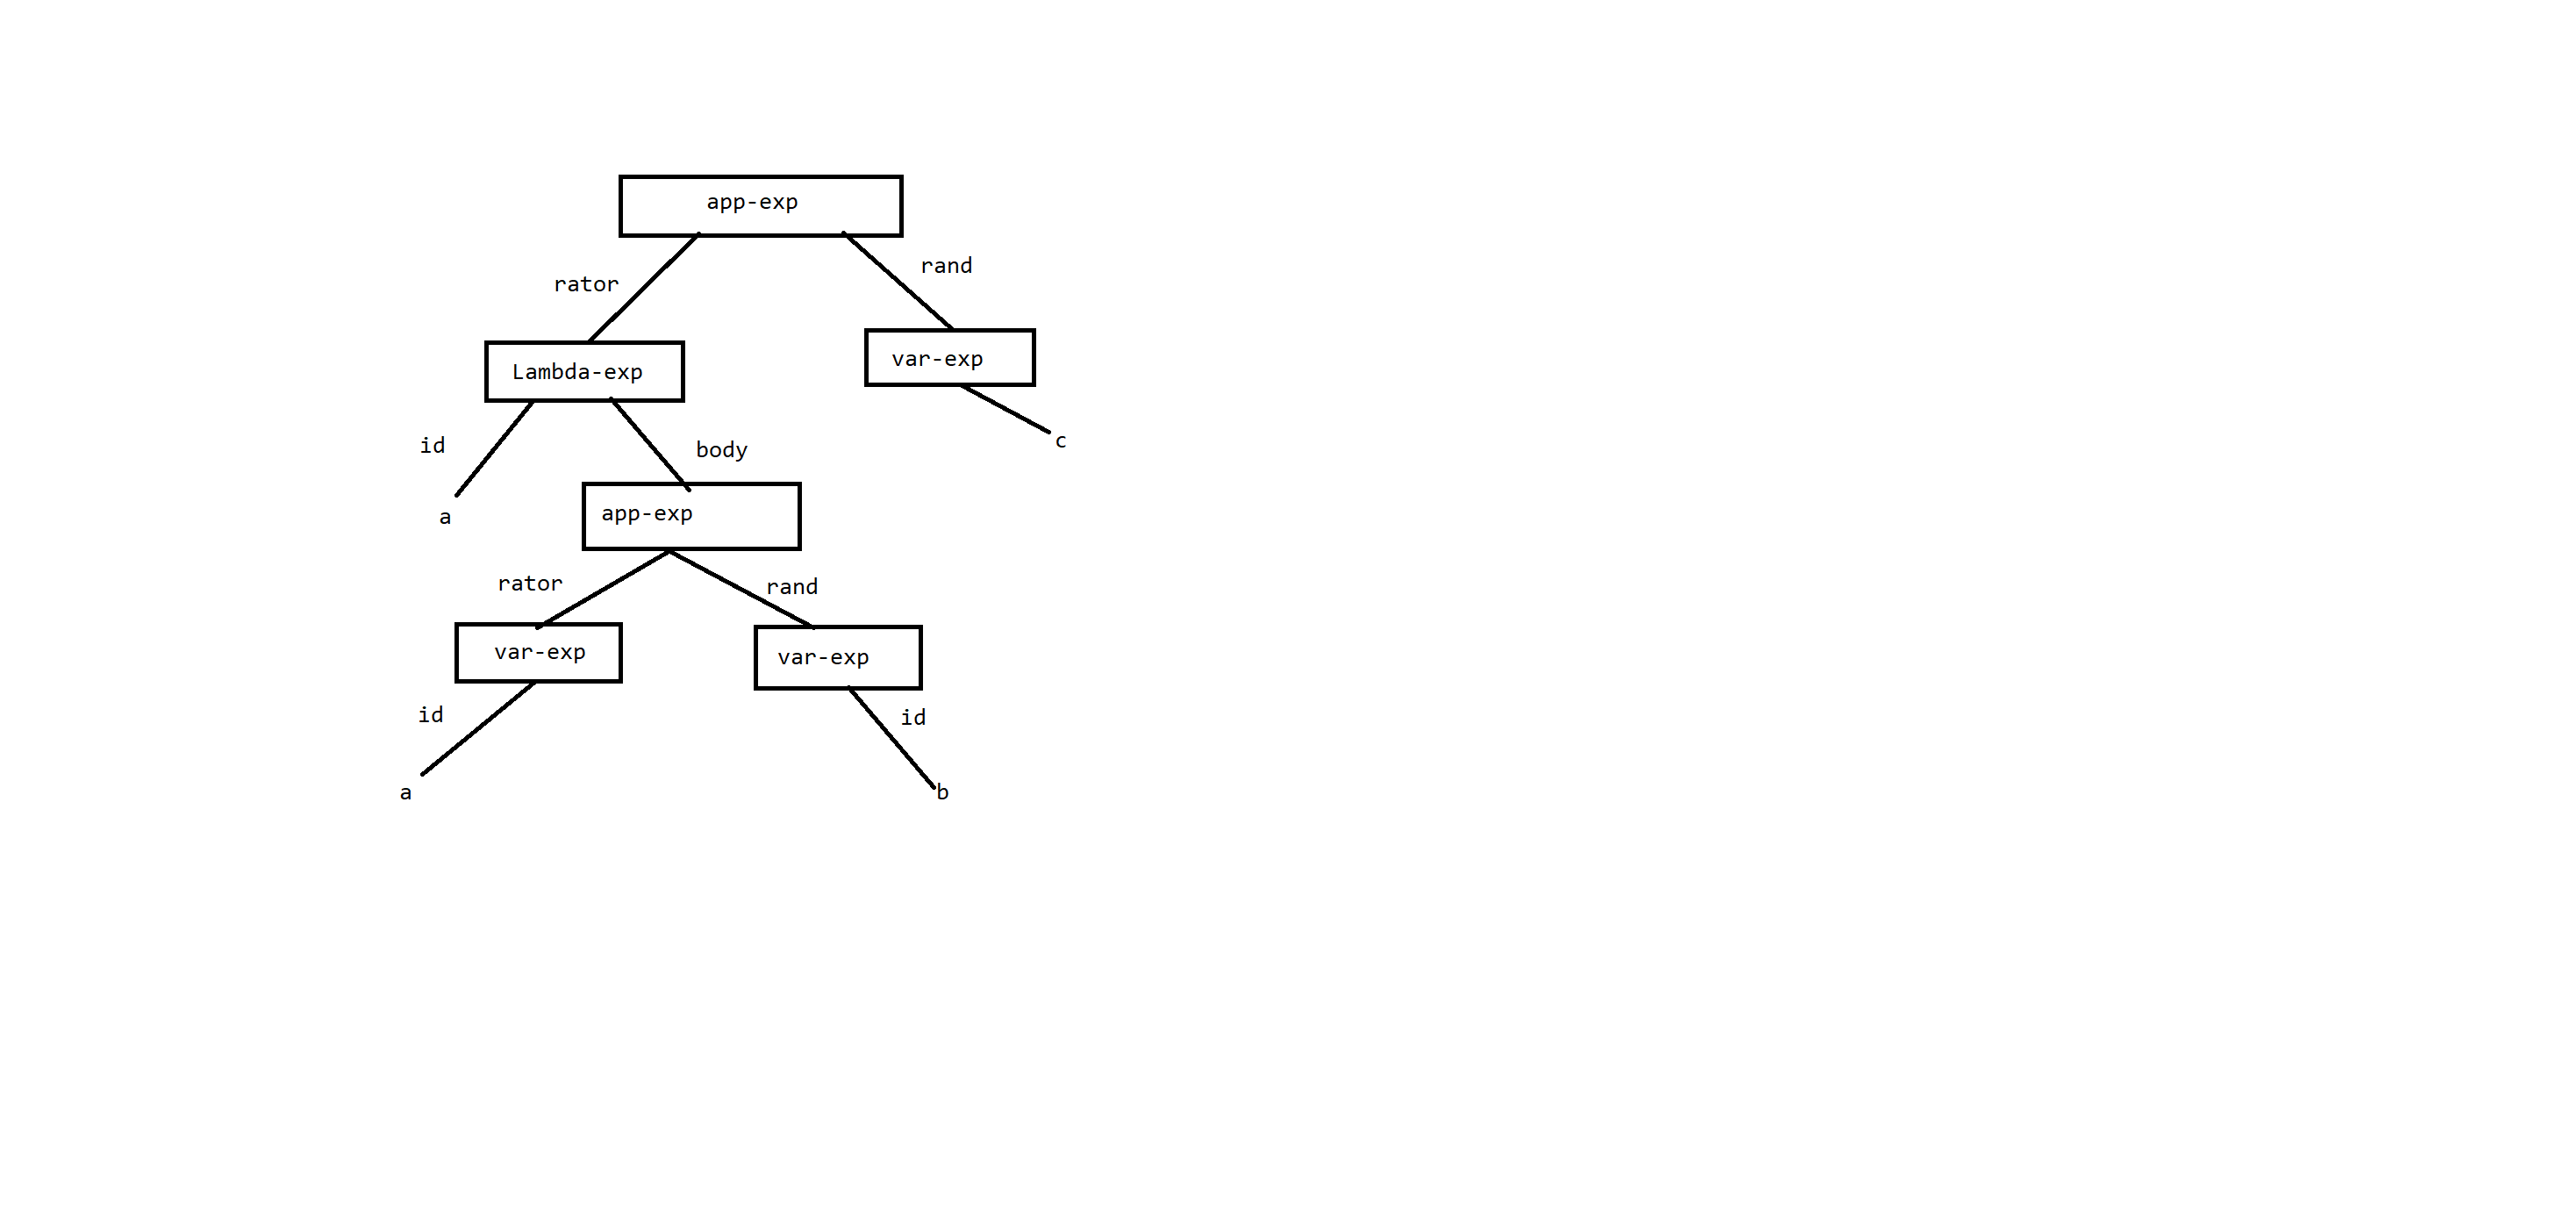 app-exp
rator
rand
Lambda-exp
var-exp
id
body
c
a
app-exp
rator
rand
var-exp
var-exp
id
id
a
b